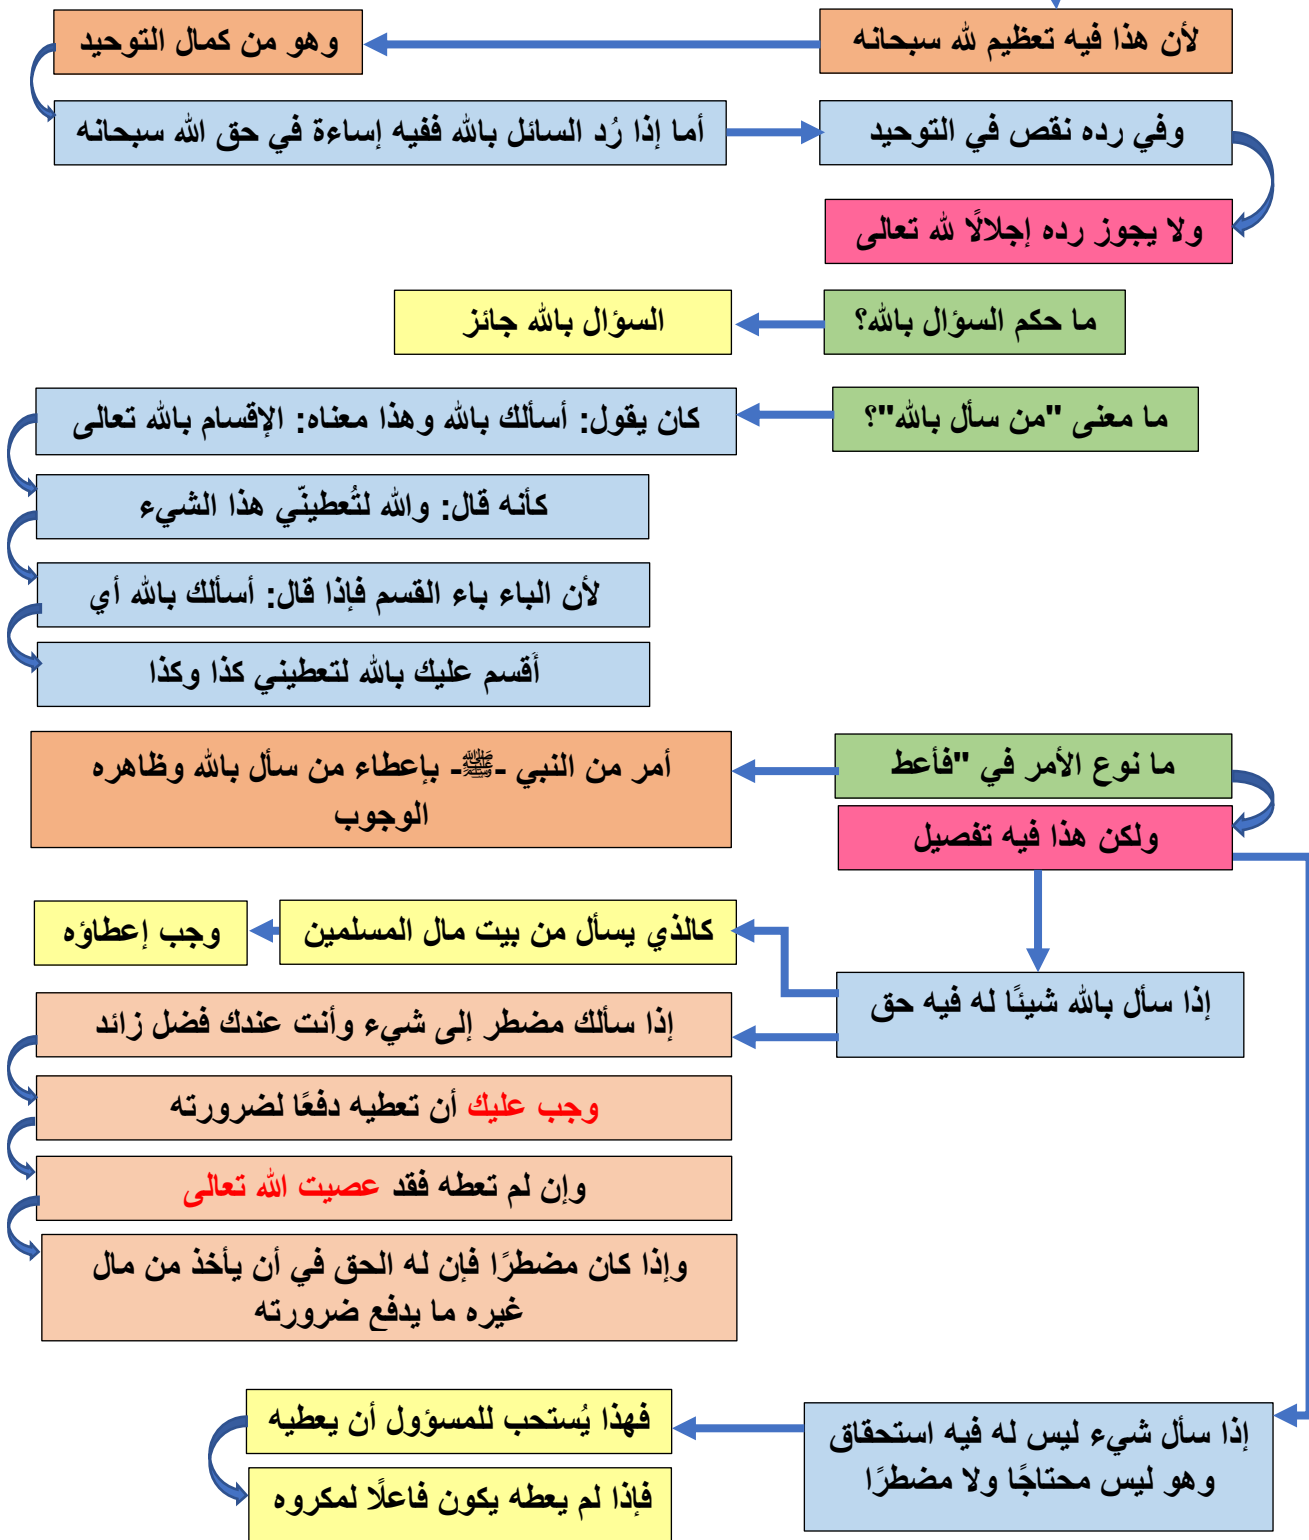 لأن هذا فيه تعظيم لله سبحانه
وهو من كمال التوحيد
أما إذا رُد السائل بالله ففيه إساءة في حق الله سبحانه
وفي رده نقص في التوحيد
ولا يجوز رده إجلالًا لله تعالى
ما حكم السؤال بالله؟
السؤال بالله جائز
ما معنى "من سأل بالله"؟
كان يقول: أسألك بالله وهذا معناه: الإقسام بالله تعالى
كأنه قال: والله لتُعطينّي هذا الشيء
لأن الباء باء القسم فإذا قال: أسألك بالله أي
أقسم عليك بالله لتعطيني كذا وكذا
ما نوع الأمر في "فأعط
أمر من النبي -ﷺ- بإعطاء من سأل بالله وظاهره
الوجوب
ولكن هذا فيه تفصيل
إذا سأل بالله شيئًا له فيه حق
كالذي يسأل من بيت مال المسلمين
وجب إعطاؤه
إذا سألك مضطر إلى شيء وأنت عندك فضل زائد
وجب عليك أن تعطيه دفعًا لضرورته
وإن لم تعطه فقد عصيت الله تعالى
وإذا كان مضطرًا فإن له الحق في أن يأخذ من مال
غيره ما يدفع ضرورته
إذا سأل شيء ليس له فيه استحقاق
وهو ليس محتاجًا ولا مضطرًا
فهذا يُستحب للمسؤول أن يعطيه
فإذا لم يعطه يكون فاعلًا لمكروه